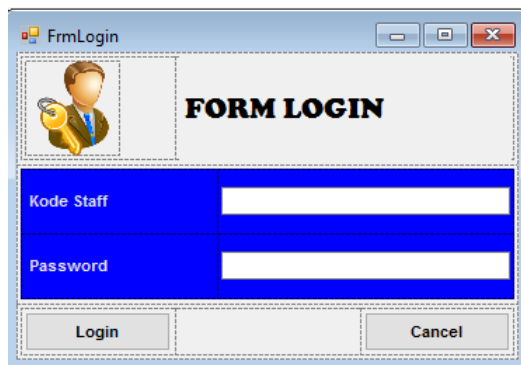 FrmLogin
FORM LOGIN
Kode Staff
Password
Login
Cancel